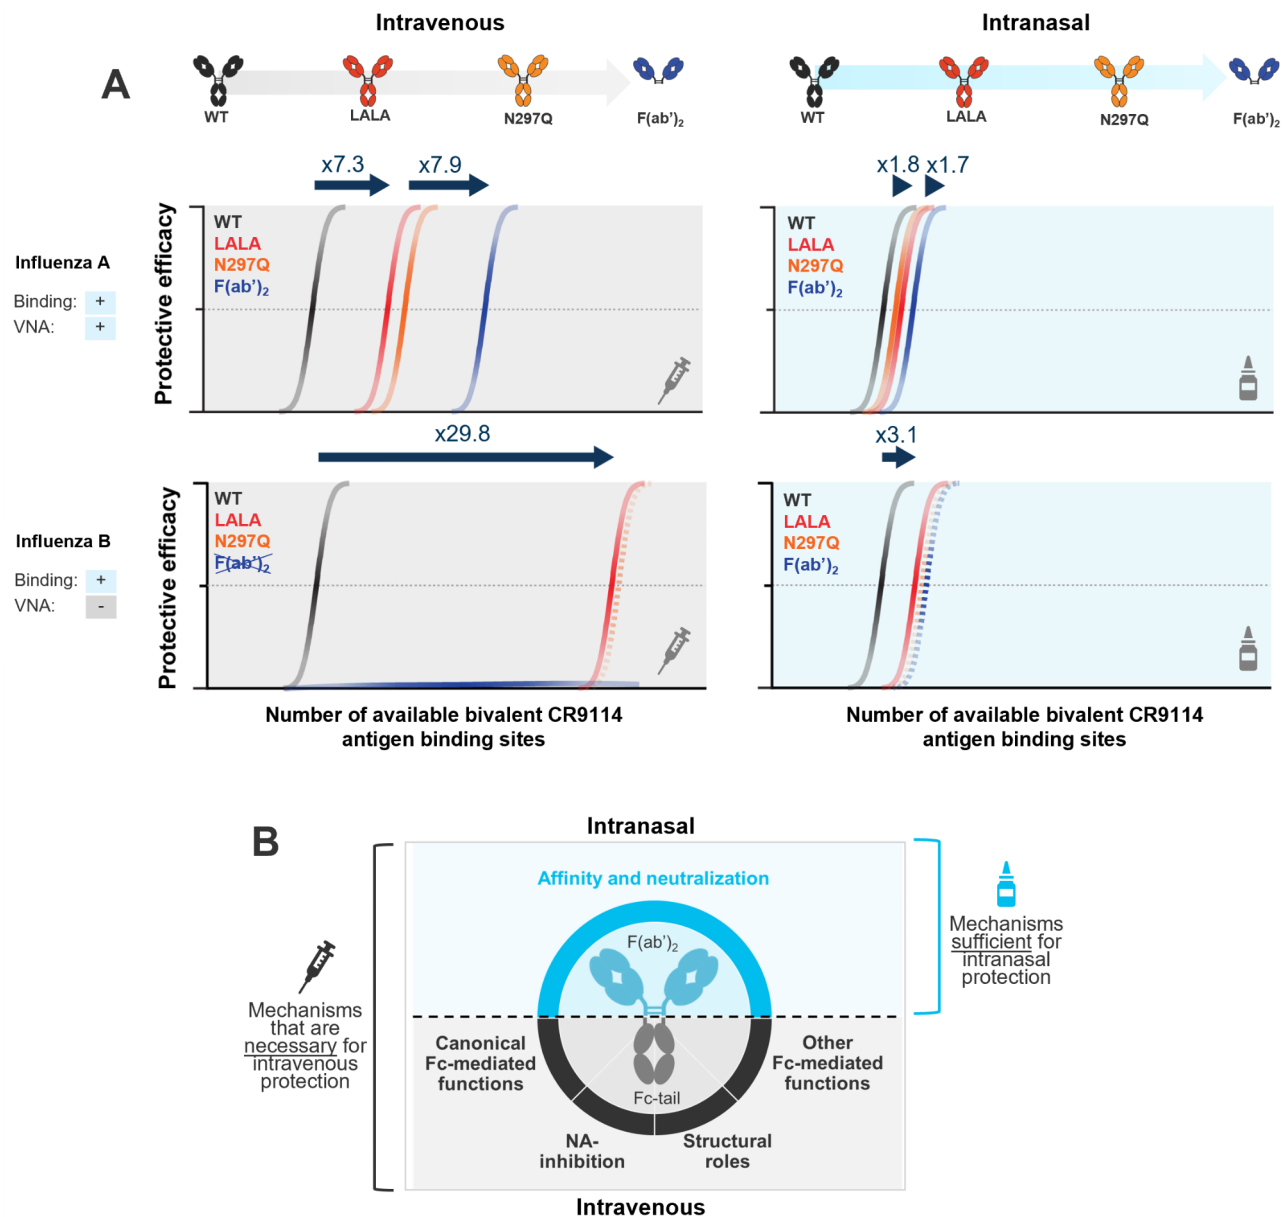 Intravenous
Intranasal
A
WT
LALA
N297Q
F(ab')₂
WT
LALA
N297Q
F(ab')₂
x7.3
x7.9
x1.8
x1.7
Influenza A
Binding: +
VNA: +
Protective efficacy
WT
LALA
N297Q
F(ab')₂
WT
LALA
N297Q
F(ab')₂
x29.8
x3.1
Influenza B
Binding: +
VNA: -
Protective efficacy
WT
LALA
N297Q
F(ab')₂
WT
LALA
N297Q
F(ab')₂
Number of available bivalent CR9114
antigen binding sites
Number of available bivalent CR9114
antigen binding sites
B
Intranasal
Affinity and neutralization
F(ab')₂
Mechanisms
sufficient for
intranasal
protection
Mechanisms
that are
necessary for
intravenous
protection
Canonical
Fc-mediated
functions
Other
Fc-mediated
functions
Fc-tail
NA-
inhibition
Structural
roles
Intravenous